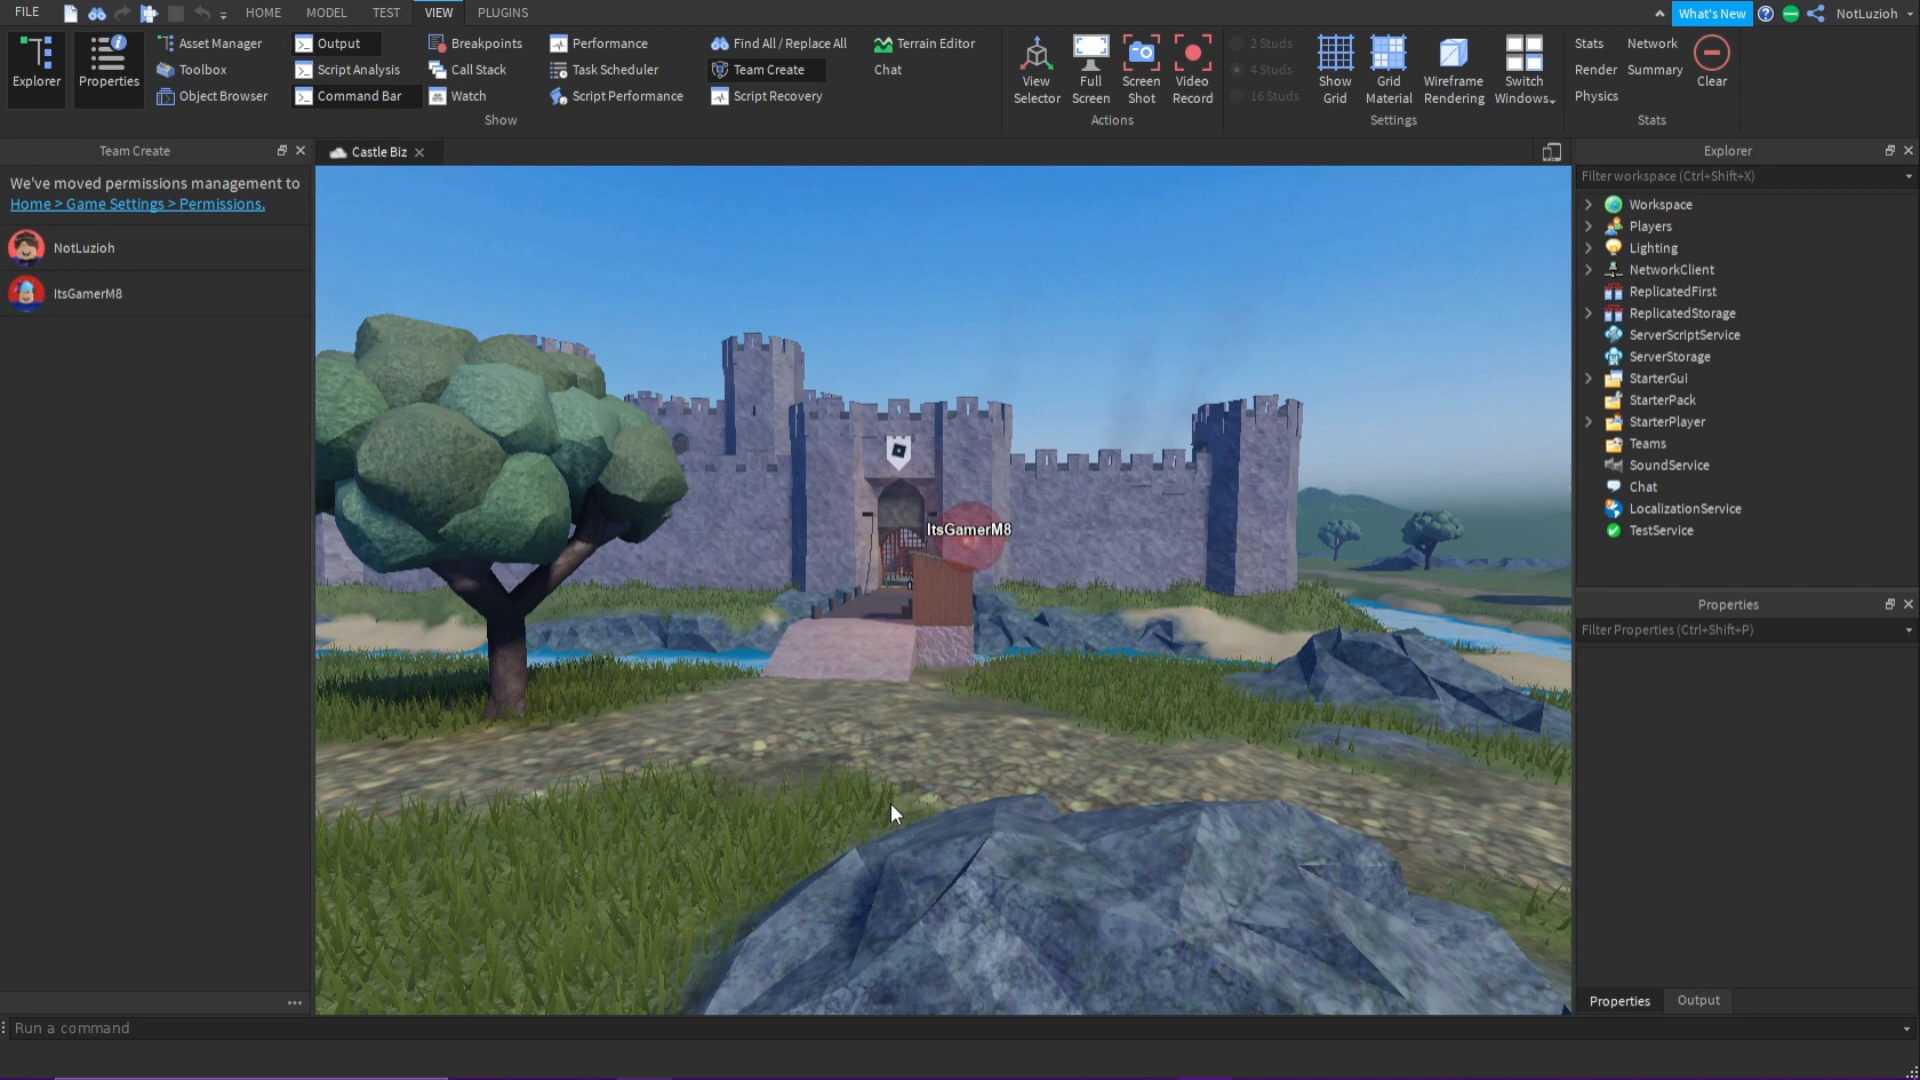 FILE HOME MODEL TEST VIEW PLUGINS What's New NotLuzioh
Explorer
Properties
Asset Manager
Toolbox
Object Browser
Output
Script Analysis
Command Bar
Breakpoints
Call Stack
Watch
Performance
Task Scheduler
Script Performance
Find All / Replace All
Team Create
Script Recovery
Terrain Editor
Chat
Show
View
Selector
Full
Screen
Screen
Shot
Video
Record
Actions
2 Studs
4 Studs
16 Studs
Show
Grid
Grid
Material
Wireframe
Rendering
Switch
Windows
Settings
Stats Network
Render Summary
Physics
Clear
Stats
Team Create
We've moved permissions management to
Home > Game Settings > Permissions.
NotLuzioh
ItsGamerM8
Castle Biz
ItsGamerM8
Explorer
Filter workspace (Ctrl+Shift+X)
Workspace
Players
Lighting
NetworkClient
ReplicatedFirst
ReplicatedStorage
ServerScriptService
ServerStorage
StarterGui
StarterPack
StarterPlayer
Teams
SoundService
Chat
LocalizationService
TestService
Properties
Filter Properties (Ctrl+Shift+P)
Properties Output
Run a command